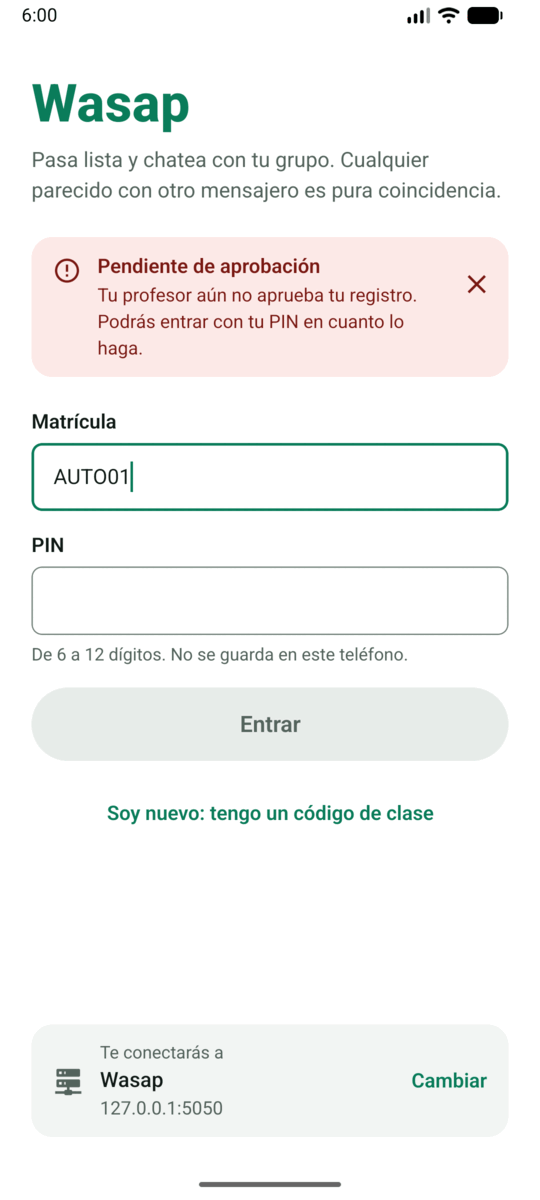 6:00
Wasap
Pasa lista y chatea con tu grupo. Cualquier
parecido con otro mensajero es pura coincidencia.
Pendiente de aprobación
Tu profesor aún no aprueba tu registro.
Podrás entrar con tu PIN en cuanto lo
haga.
Matrícula
AUTO01
PIN
De 6 a 12 dígitos. No se guarda en este teléfono.
Entrar
Soy nuevo: tengo un código de clase
Te conectarás a
Wasap
Cambiar
127.0.0.1:5050